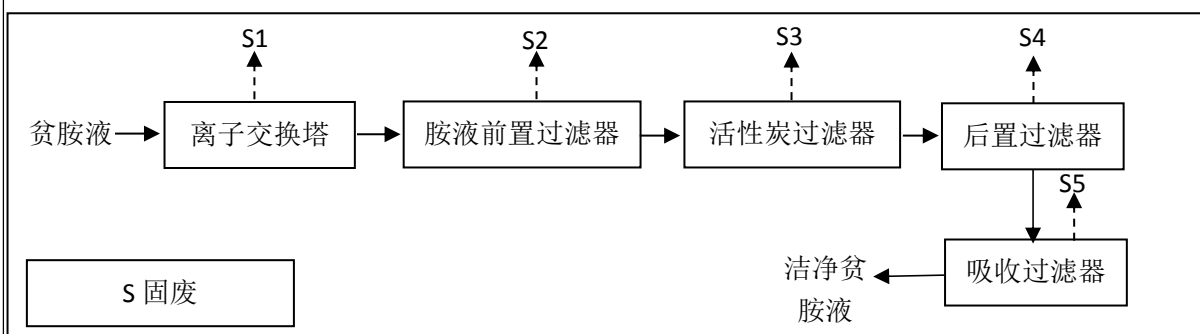 S1
S2
S3
S4
贫胺液
离子交换塔
胺液前置过滤器
活性炭过滤器
后置过滤器
S5
洁净贫
胺液
吸收过滤器
S 固废